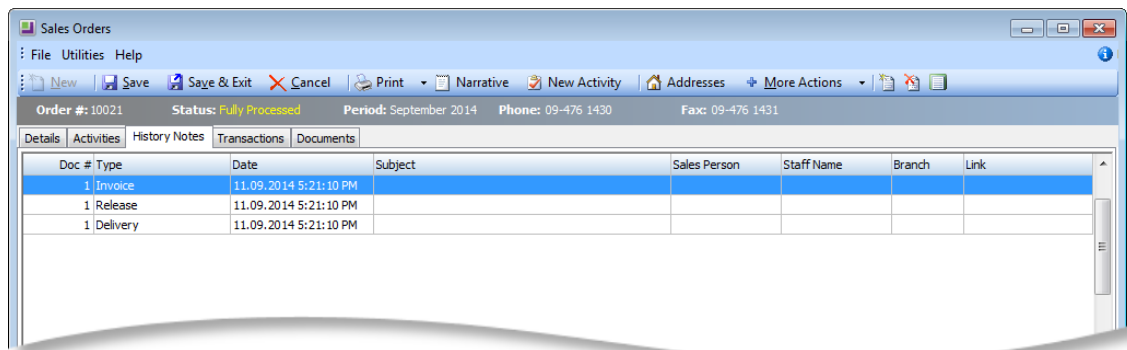 Sales Orders
File Utilities Help
New Save Save & Exit Cancel Print Narrative New Activity Addresses More Actions
Order #: 10021 Status: Fully Processed Period: September 2014 Phone: 09-476 1430 Fax: 09-476 1431
Details Activities History Notes Transactions Documents
Doc # Type Date Subject Sales Person Staff Name Branch Link
1 Invoice 11.09.2014 5:21:10 PM
1 Release 11.09.2014 5:21:10 PM
1 Delivery 11.09.2014 5:21:10 PM